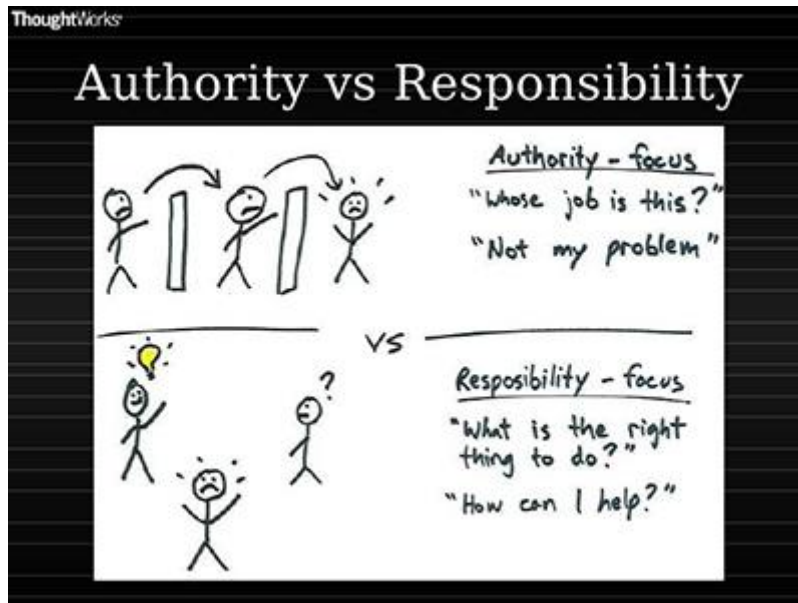 ThoughtWorks
Authority vs Responsibility
Authority - focus
"Whose job is this?"
"Not my problem"
vs
?
Resposibility - focus
"What is the right
thing to do?"
"How can I help?"